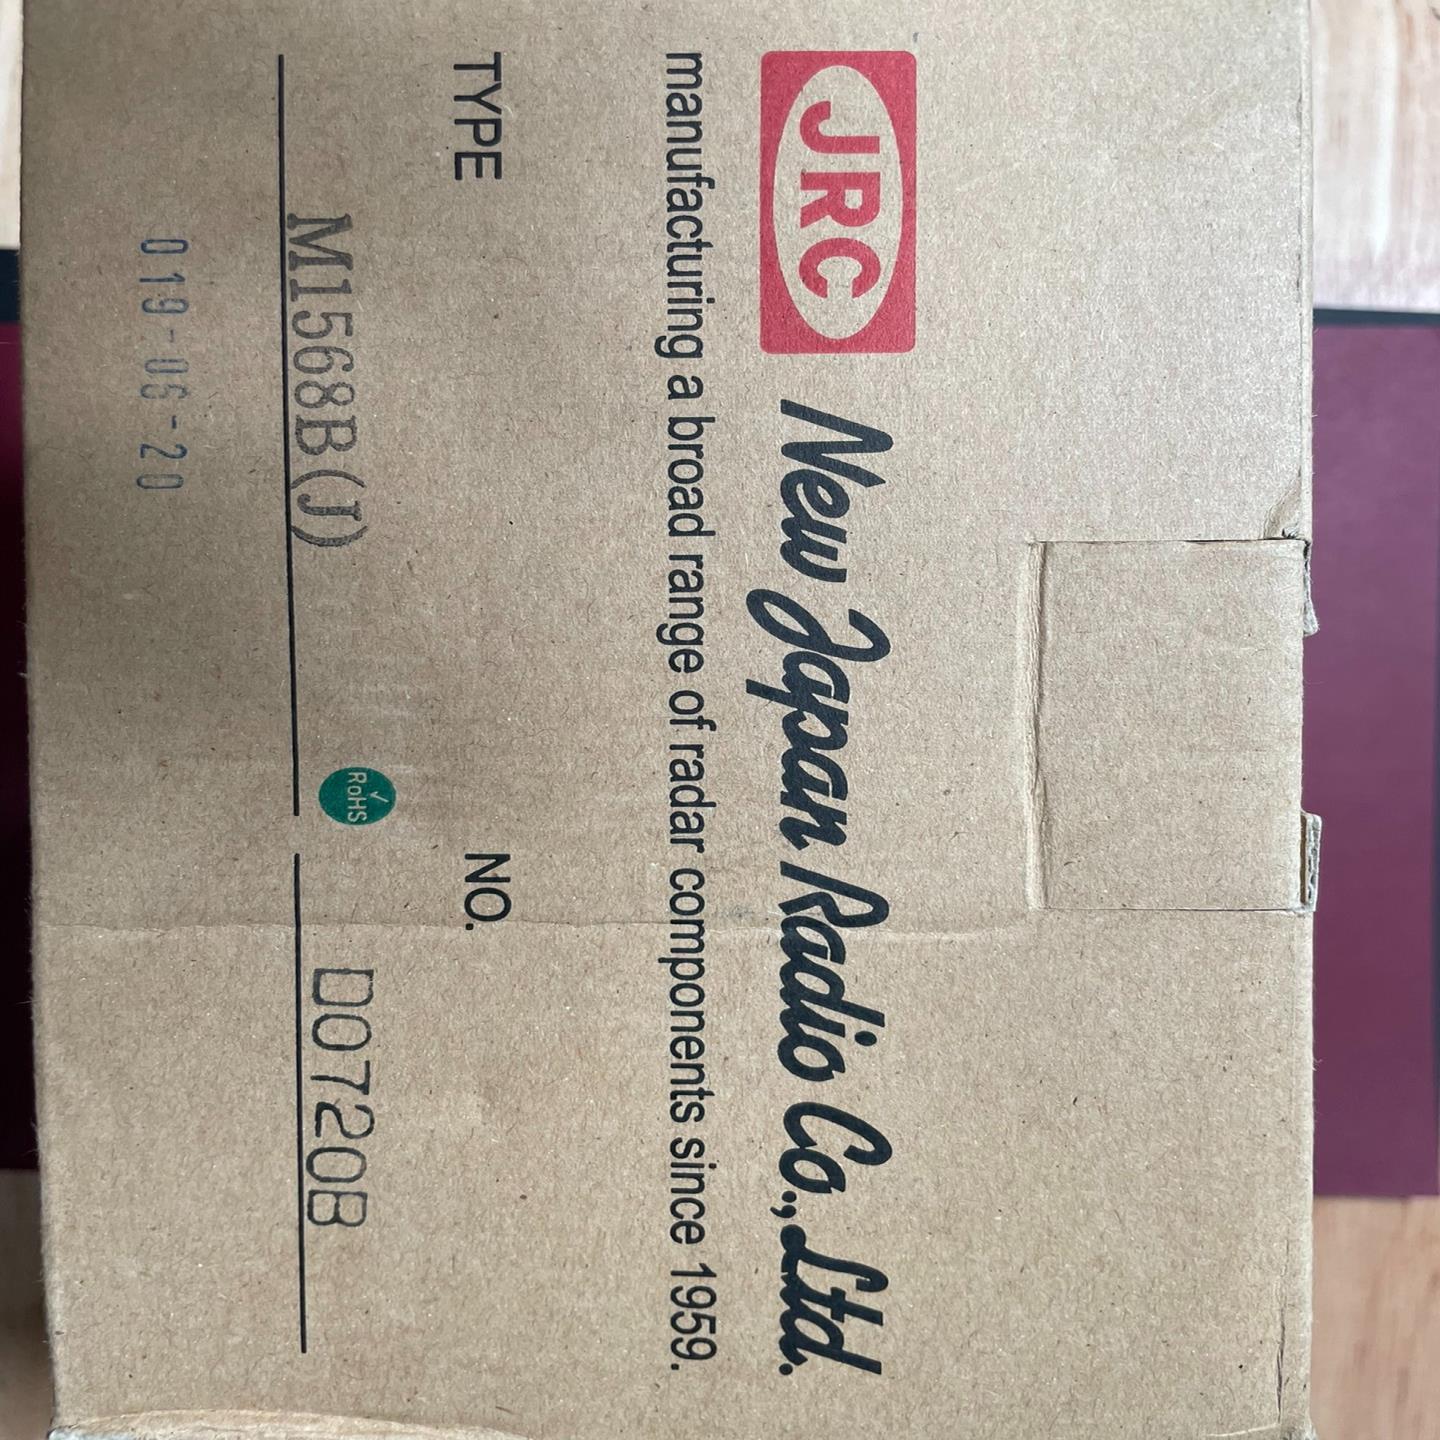 JRC New Japan Radio Co., Ltd.
manufacturing a broad range of radar components since 1959.
TYPE NO.
M1568B(J) RoHS D0720B
019-06-20